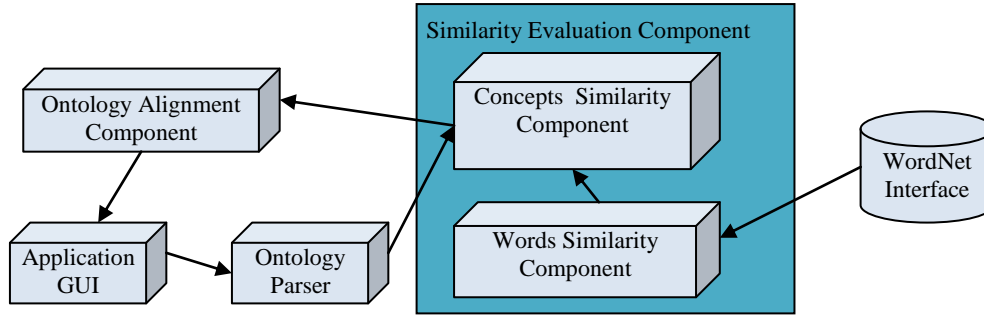 Similarity Evaluation Component
Concepts Similarity
Component
Ontology Alignment
Component
WordNet
Interface
Words Similarity
Component
Application
GUI
Ontology
Parser